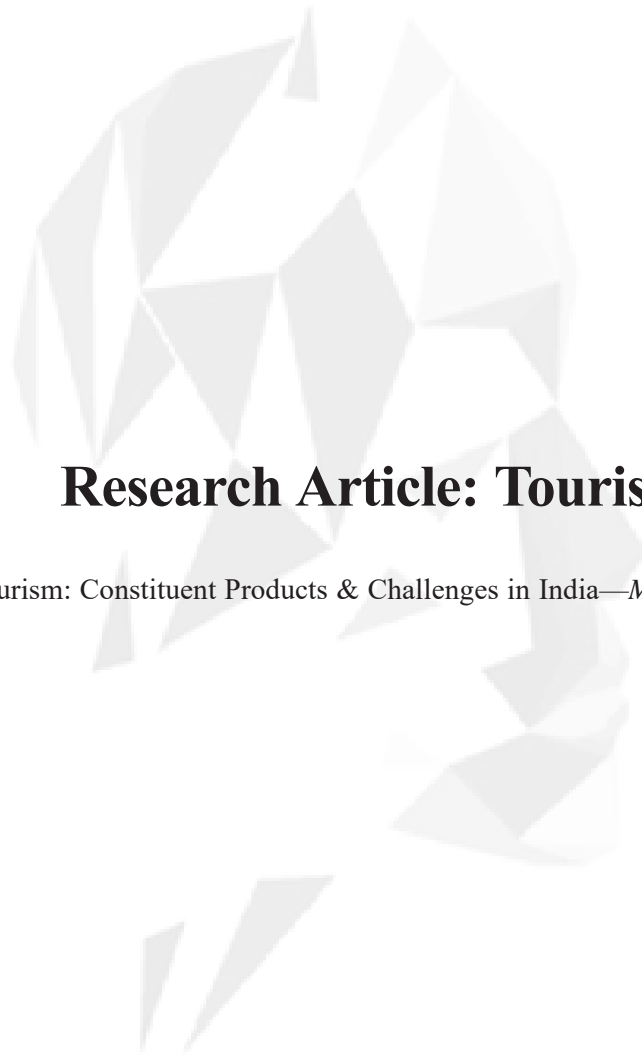 Research Article: Touris
urism: Constituent Products & Challenges in India—M